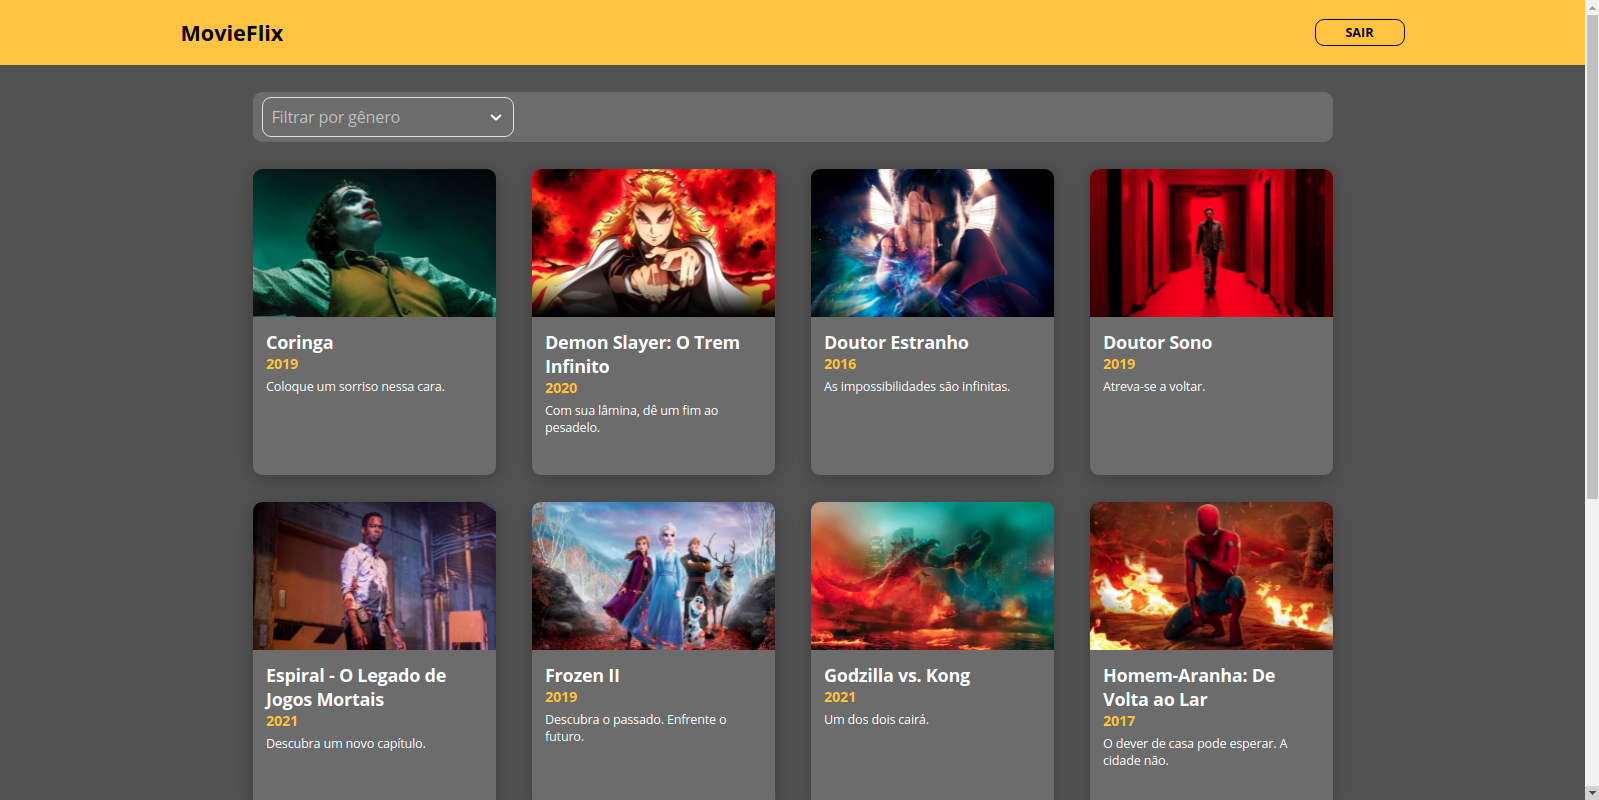 MovieFlix
SAIR
Filtrar por gênero
Coringa
2019
Coloque um sorriso nessa cara.
Demon Slayer: O Trem
Infinito
2020
Com sua lâmina, dê um fim ao
pesadelo.
Doutor Estranho
2016
As impossibilidades são infinitas.
Doutor Sono
2019
Atreva-se a voltar.
Espiral - O Legado de
Jogos Mortais
2021
Descubra um novo capítulo.
Frozen II
2019
Descubra o passado. Enfrente o
futuro.
Godzilla vs. Kong
2021
Um dos dois cairá.
Homem-Aranha: De
Volta ao Lar
2017
O dever de casa pode esperar. A
cidade não.